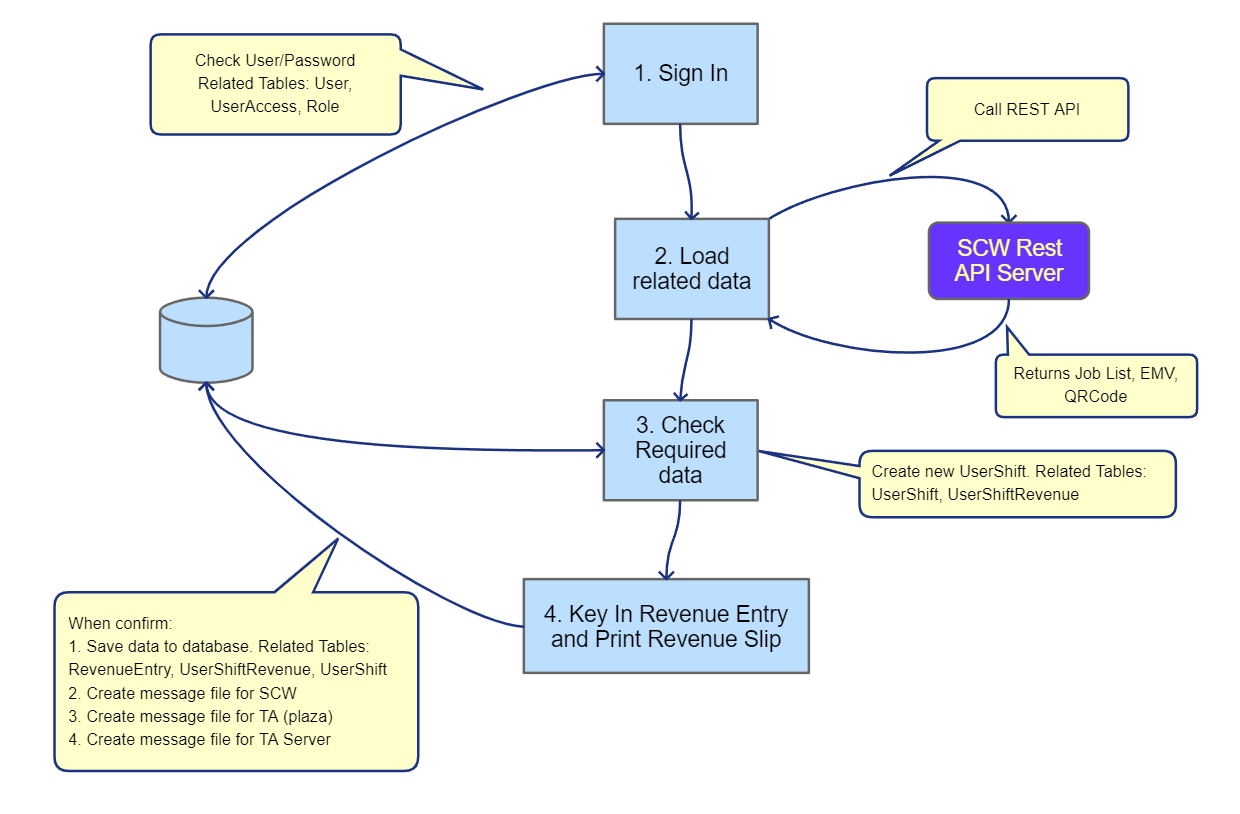 Check User/Password
Related Tables: User,
UserAccess, Role
1. Sign In
Call REST API
2. Load
related data
SCW Rest
API Server
Returns Job List, EMV,
QRCode
3. Check
Required
data
Create new UserShift. Related Tables:
UserShift, UserShiftRevenue
4. Key In Revenue Entry
and Print Revenue Slip
When confirm:
1. Save data to database. Related Tables:
RevenueEntry, UserShiftRevenue, UserShift
2. Create message file for SCW
3. Create message file for TA (plaza)
4. Create message file for TA Server